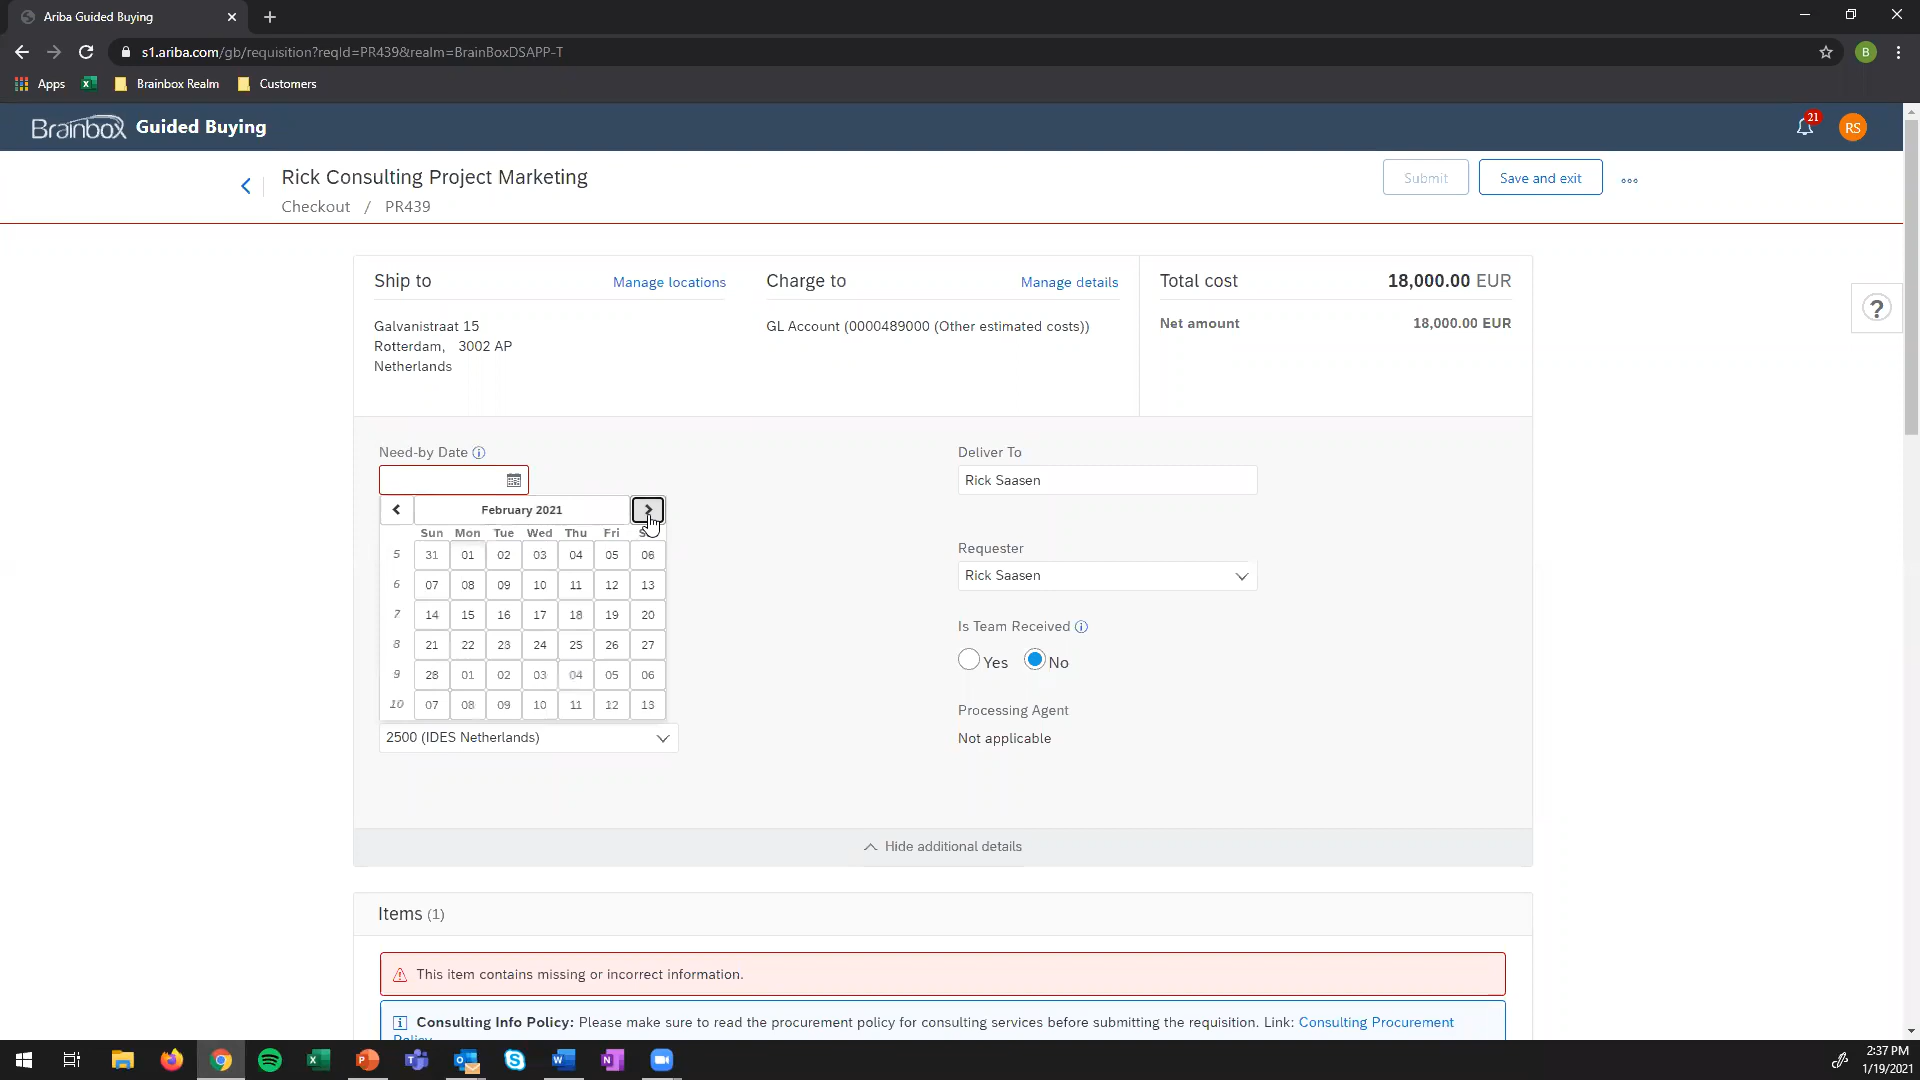 Ariba Guided Buying
s1.ariba.com/gb/requisition?reqId=PR439&realm=BrainBoxDSAPP-T
B
Apps
Brainbox Realm
Customers
Brainbox Guided Buying
21
RS
Rick Consulting Project Marketing
Submit
Save and exit
Checkout / PR439
Ship to
Manage locations
Charge to
Manage details
Total cost
18,000.00 EUR
Galvanistraat 15
Rotterdam, 3002 AP
Netherlands
GL Account (0000489000 (Other estimated costs))
Net amount
18,000.00 EUR
?
Need-by Date
Deliver To
Rick Saasen
February 2021
Sun Mon Tue Wed Thu Fri
5 31 01 02 03 04 05 06
6 07 08 09 10 11 12 13
7 14 15 16 17 18 19 20
8 21 22 23 24 25 26 27
9 28 01 02 03 04 05 06
10 07 08 09 10 11 12 13
2500 (IDES Netherlands)
Requester
Rick Saasen
Is Team Received
Yes No
Processing Agent
Not applicable
Hide additional details
Items (1)
This item contains missing or incorrect information.
Consulting Info Policy: Please make sure to read the procurement policy for consulting services before submitting the requisition. Link: Consulting Procurement
2:37 PM
1/19/2021